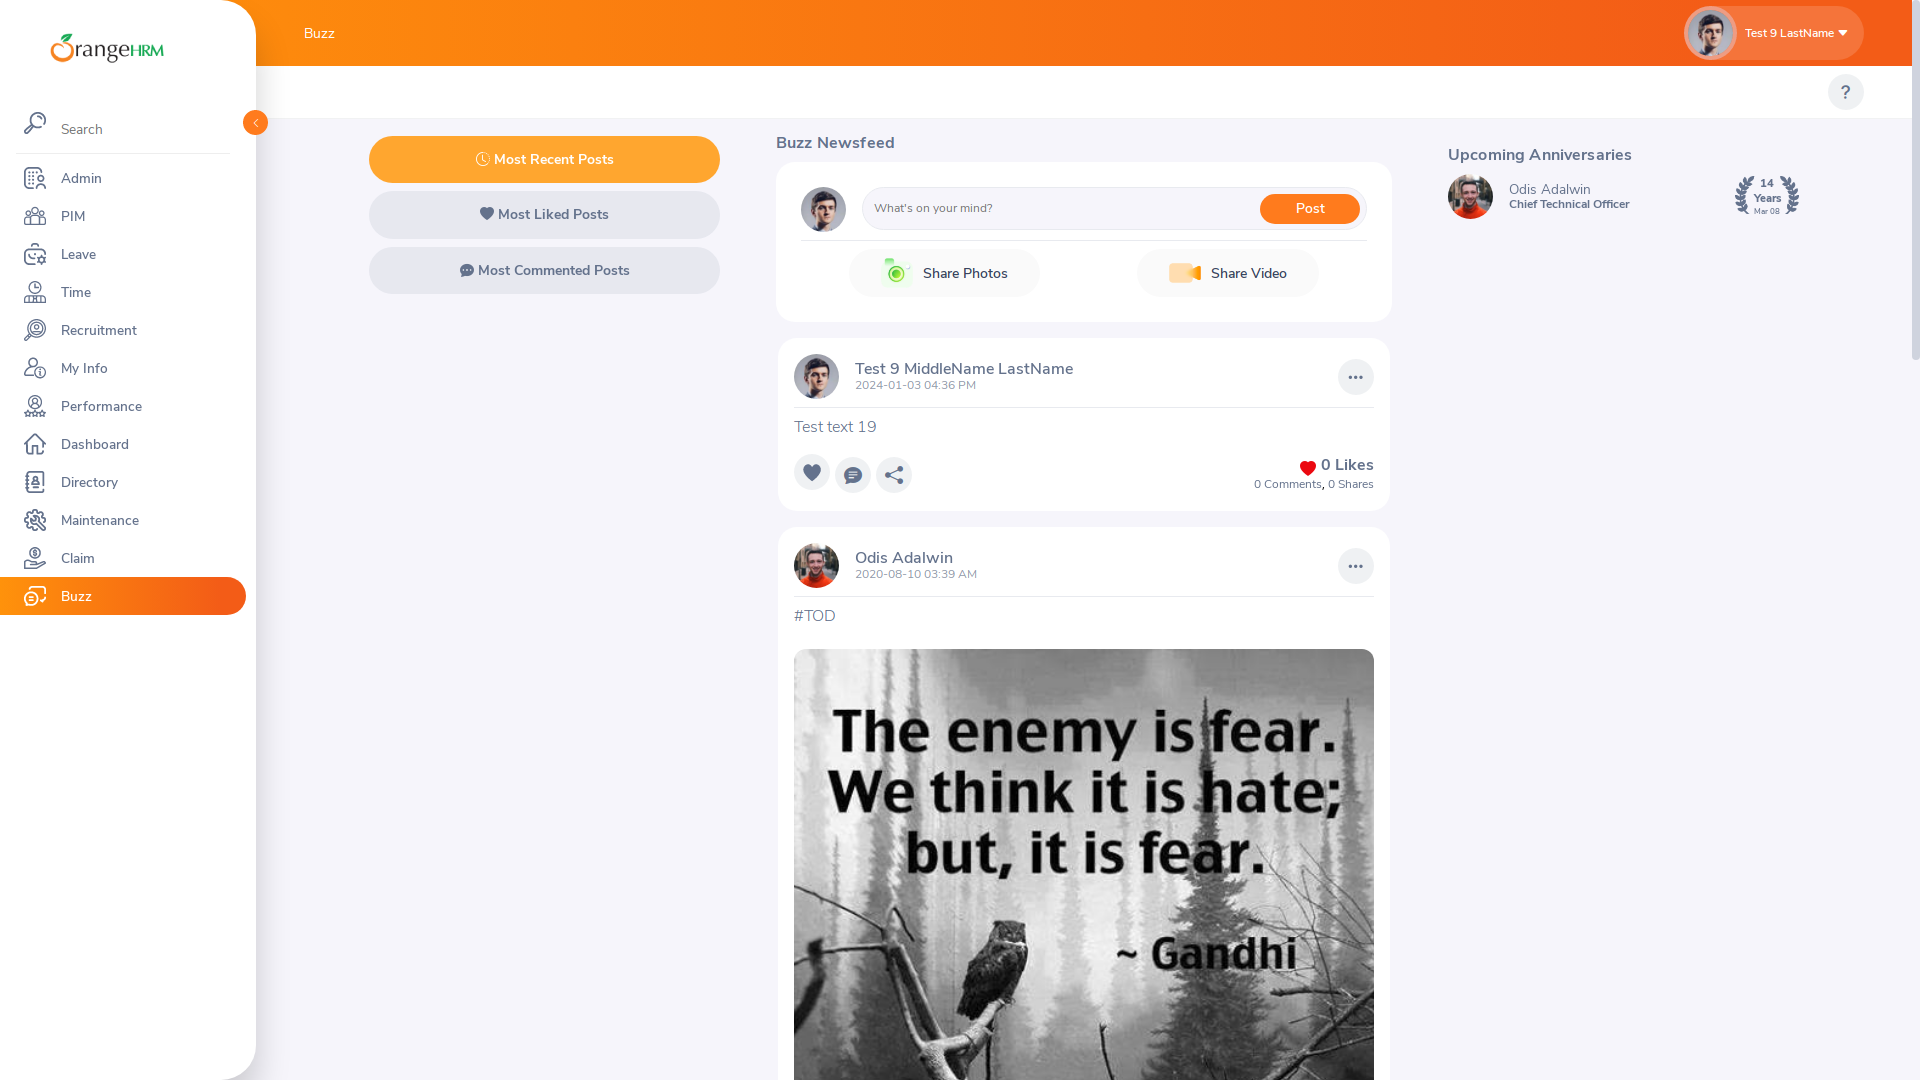 OrangeHRM
Search
Admin
PIM
Leave
Time
Recruitment
My Info
Performance
Dashboard
Directory
Maintenance
Claim
Buzz
Buzz
Test 9 LastName
?
Most Recent Posts
Most Liked Posts
Most Commented Posts
Buzz Newsfeed
What's on your mind?
Post
Share Photos
Share Video
Test 9 MiddleName LastName
2024-01-03 04:36 PM
Test text 19
0 Likes
0 Comments, 0 Shares
Odis Adalwin
2020-08-10 03:39 AM
#TOD
The enemy is fear.
We think it is hate;
but, it is fear.
~ Gandhi
Upcoming Anniversaries
Odis Adalwin
Chief Technical Officer
14
Years
Mar 08